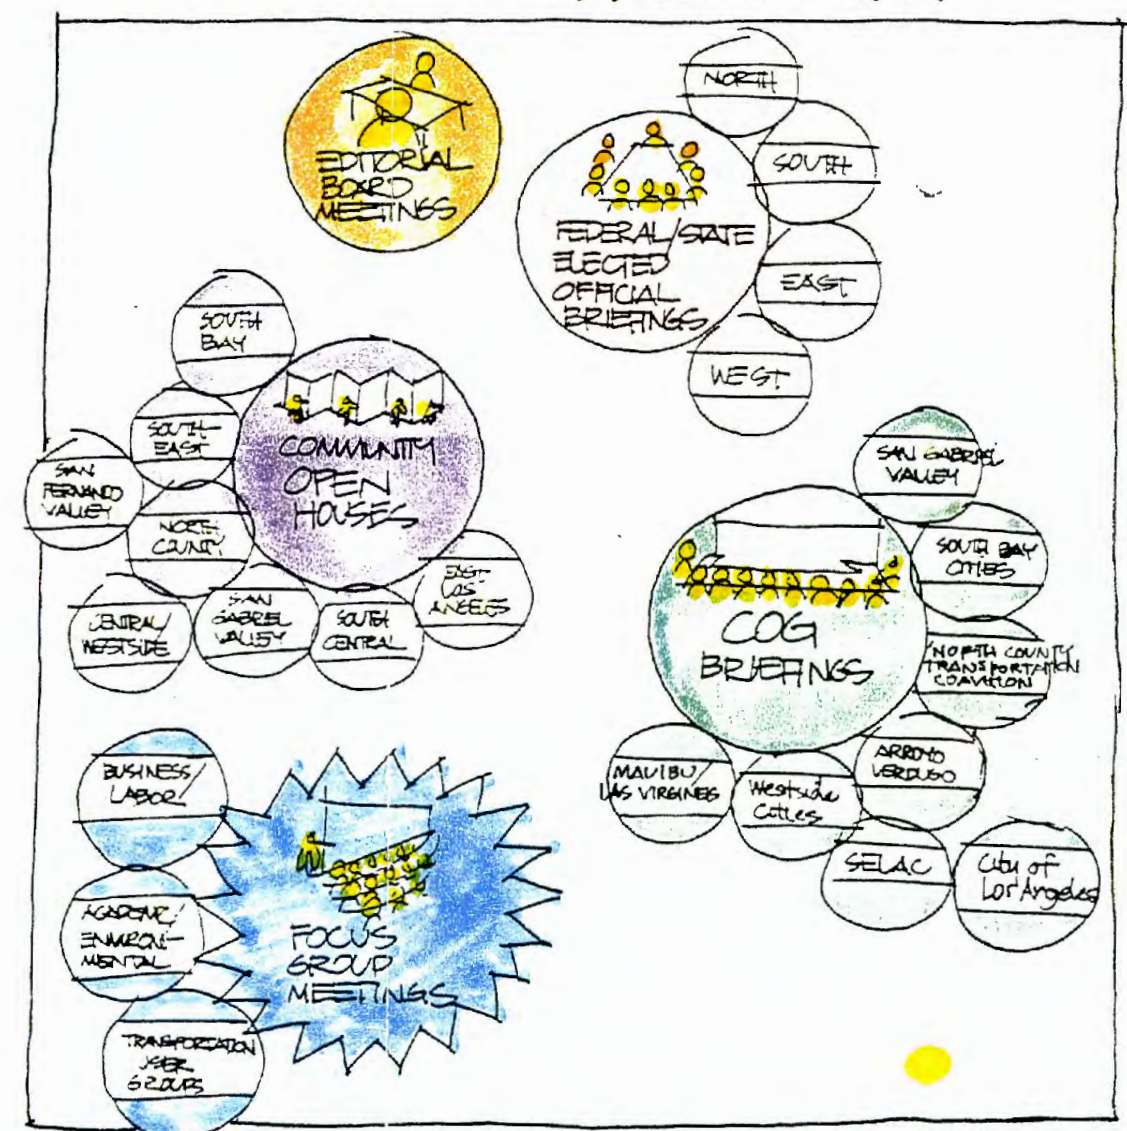 EDITORIAL
BOARD
MEETINGS
NORTH
SOUTH
EAST
WEST
FEDERAL/STATE
ELECTED
OFFICIAL
BRIEFINGS
SOUTH
BAY
SOUTH-
EAST
SAN
FERNANDO
VALLEY
NORTH
COUNTY
CENTRAL/
WESTSIDE
SAN
GABRIEL
VALLEY
SOUTH
CENTRAL
EAST
LOS
ANGELES
COMMUNITY
OPEN
HOUSES
SAN GABRIEL
VALLEY
SOUTH BAY
CITIES
NORTH COUNTY
TRANSPORTATION
COALITION
ARROYO
VERDUGO
COG
BRIEFINGS
MALIBU/
LAS VIRGINES
Westside
Cities
SELAC
City of
Los Angeles
BUSINESS/
LABOR/
ACADEMIC/
ENVIRON-
MENTAL
TRANSPORTATION
USER
GROUPS
FOCUS
GROUP
MEETINGS